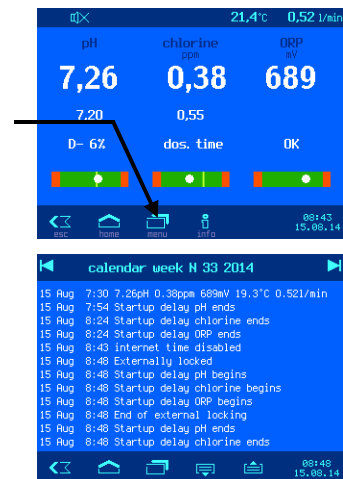 21,4°C 0,52 l/min
pH chlorine ORP
ppm mV
7,26 0,38 689
7,20 0,55
D- 6% dos. time OK
esc home menu info 08:43
15.08.14
calendar week N 33 2014
15 Aug 7:30 7.26pH 0.38ppm 689mV 19.3°C 0.52l/min
15 Aug 7:54 Startup delay pH ends
15 Aug 8:24 Startup delay chlorine ends
15 Aug 8:24 Startup delay ORP ends
15 Aug 8:43 internet time disabled
15 Aug 8:48 Externally locked
15 Aug 8:48 Startup delay pH begins
15 Aug 8:48 Startup delay chlorine begins
15 Aug 8:48 Startup delay ORP begins
15 Aug 8:48 End of external locking
15 Aug 8:48 Startup delay pH ends
15 Aug 8:48 Startup delay chlorine ends
08:48
15.08.14